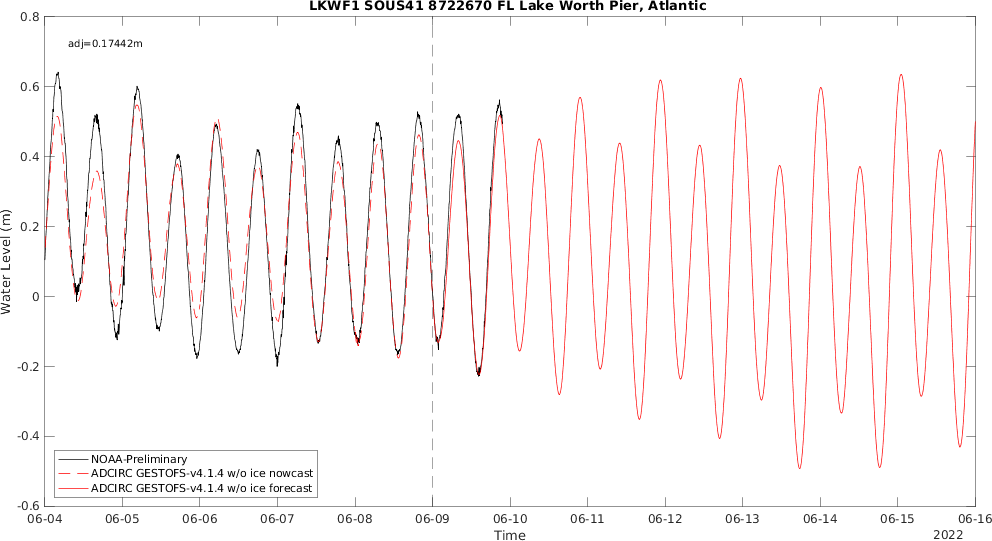 LKWF1 SOUS41 8722670 FL Lake Worth Pier, Atlantic
adj=0.17442m
Water Level (m)
0.8
0.6
0.4
0.2
0
-0.2
-0.4
-0.6
NOAA-Preliminary
ADCIRC GESTOFS-v4.1.4 w/o ice nowcast
ADCIRC GESTOFS-v4.1.4 w/o ice forecast
06-04 06-05 06-06 06-07 06-08 06-09 06-10 06-11 06-12 06-13 06-14 06-15 06-16
Time
2022